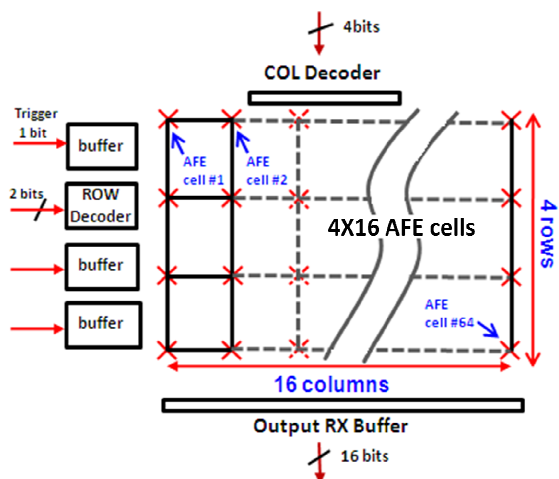 4bits
COL Decoder
Trigger
1 bit
buffer
AFE
cell #1
AFE
cell #2
2 bits
ROW
Decoder
4X16 AFE cells
4 rows
buffer
buffer
AFE
cell #64
16 columns
Output RX Buffer
16 bits